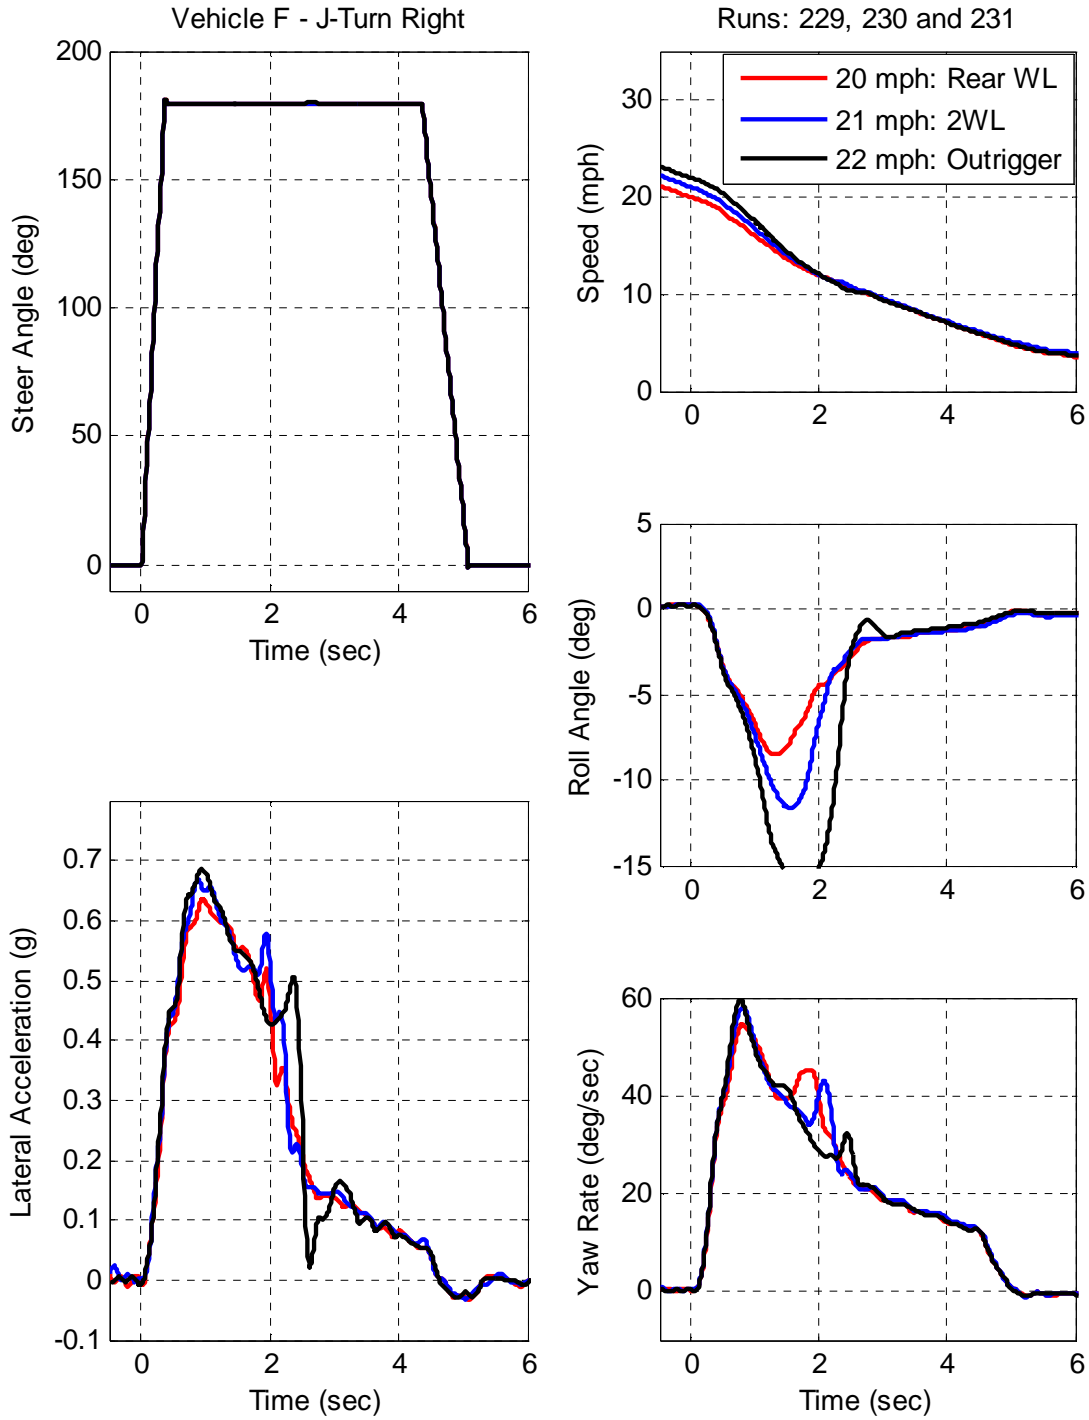 Vehicle F - J-Turn Right
200
150
100
50
0
Steer Angle (deg)
0 2 4 6
Time (sec)
Runs: 229, 230 and 231
20 mph: Rear WL
21 mph: 2WL
22 mph: Outrigger
30
20
10
0
Speed (mph)
0 2 4 6
5
0
-5
-10
-15
Roll Angle (deg)
0 2 4 6
0.7
0.6
0.5
0.4
0.3
0.2
0.1
0
-0.1
Lateral Acceleration (g)
0 2 4 6
Time (sec)
60
40
20
0
Yaw Rate (deg/sec)
0 2 4 6
Time (sec)